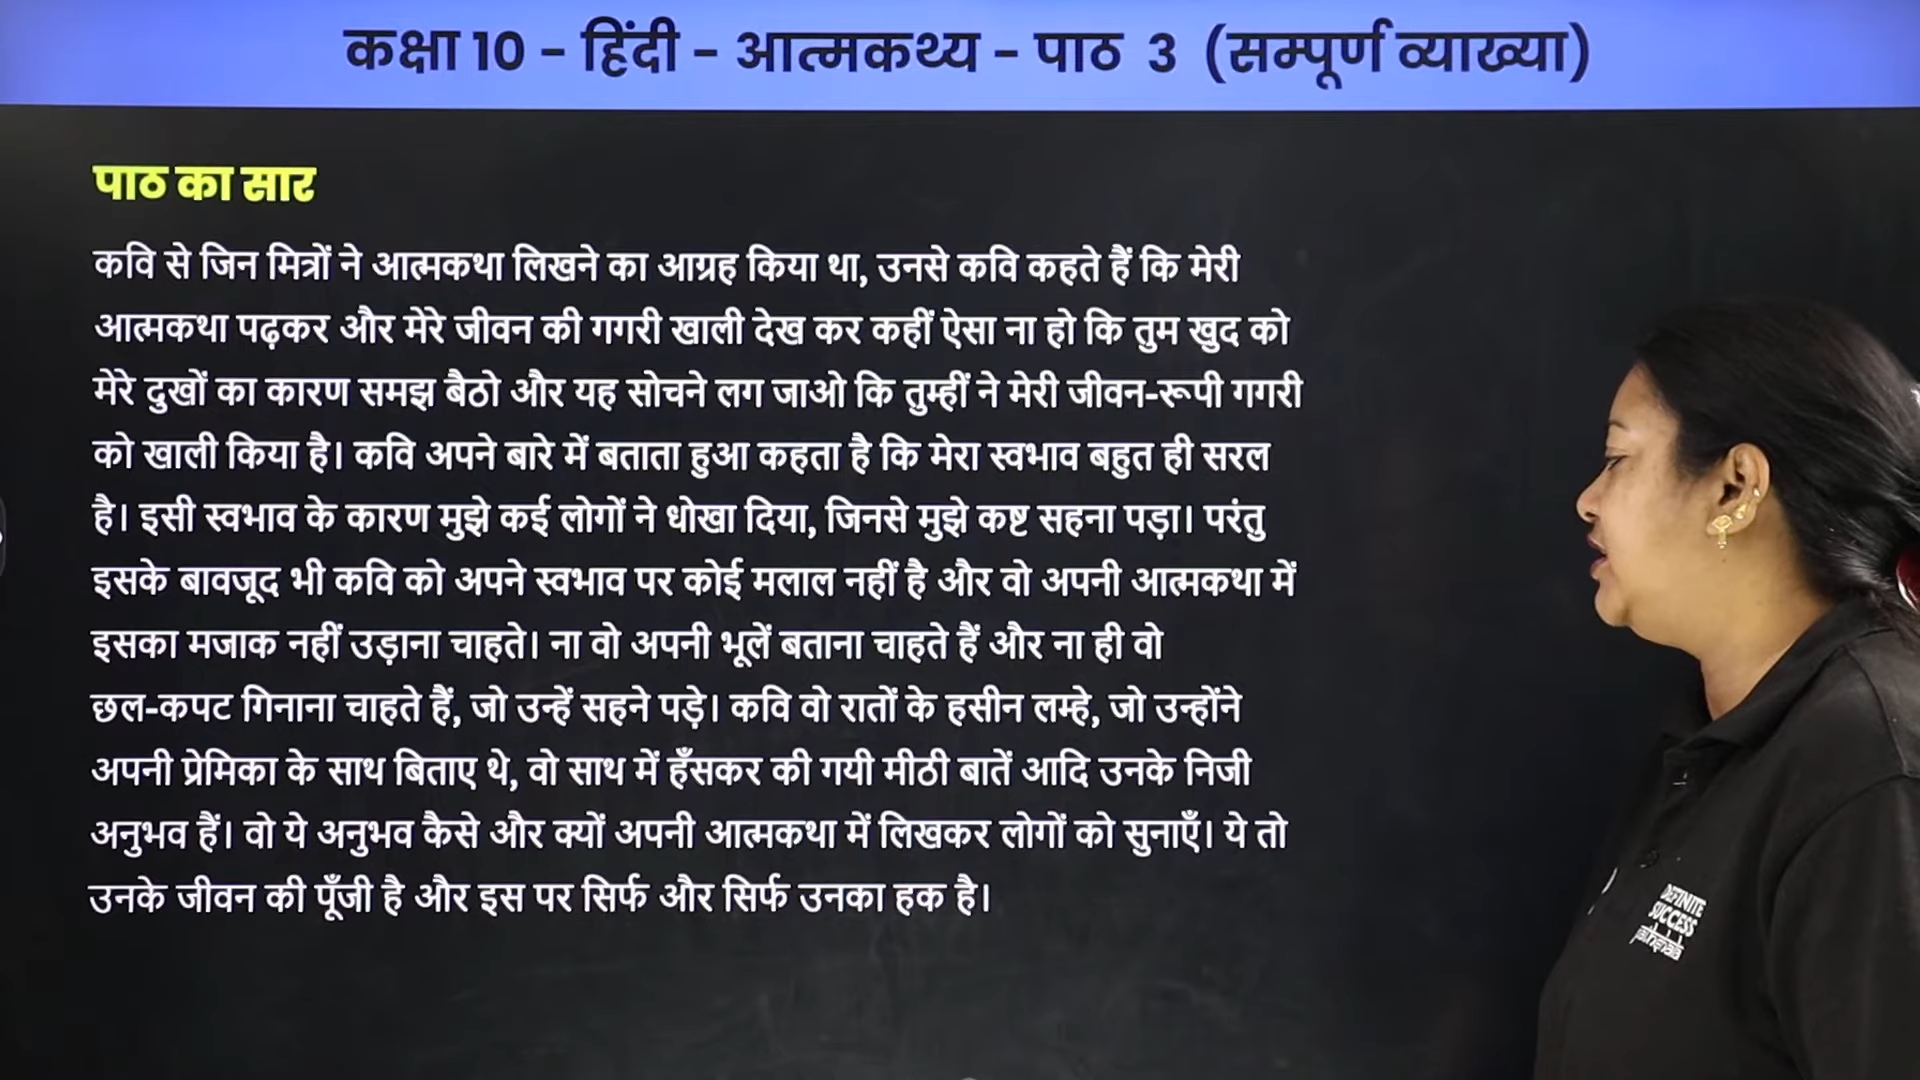 कक्षा 10 - हिंदी - आत्मकथ्य - पाठ 3 (सम्पूर्ण व्याख्या)
पाठ का सार
कवि से जिन मित्रों ने आत्मकथा लिखने का आग्रह किया था, उनसे कवि कहते हैं कि मेरी
आत्मकथा पढ़कर और मेरे जीवन की गगरी खाली देख कर कहीं ऐसा ना हो कि तुम खुद को
मेरे दुखों का कारण समझ बैठो और यह सोचने लग जाओ कि तुम्हीं ने मेरी जीवन-रूपी गगरी
को खाली किया है। कवि अपने बारे में बताता हुआ कहता है कि मेरा स्वभाव बहुत ही सरल
है। इसी स्वभाव के कारण मुझे कई लोगों ने धोखा दिया, जिनसे मुझे कष्ट सहना पड़ा। परंतु
इसके बावजूद भी कवि को अपने स्वभाव पर कोई मलाल नहीं है और वो अपनी आत्मकथा में
इसका मजाक नहीं उड़ाना चाहते। ना वो अपनी भूलें बताना चाहते हैं और ना ही वो
छल-कपट गिनाना चाहते हैं, जो उन्हें सहने पड़े। कवि वो रातों के हसीन लम्हे, जो उन्होंने
अपनी प्रेमिका के साथ बिताए थे, वो साथ में हँसकर की गयी मीठी बातें आदि उनके निजी
अनुभव हैं। वो ये अनुभव कैसे और क्यों अपनी आत्मकथा में लिखकर लोगों को सुनाएँ। ये तो
उनके जीवन की पूँजी है और इस पर सिर्फ और सिर्फ उनका हक है।
DEFINITE
SUCCESS